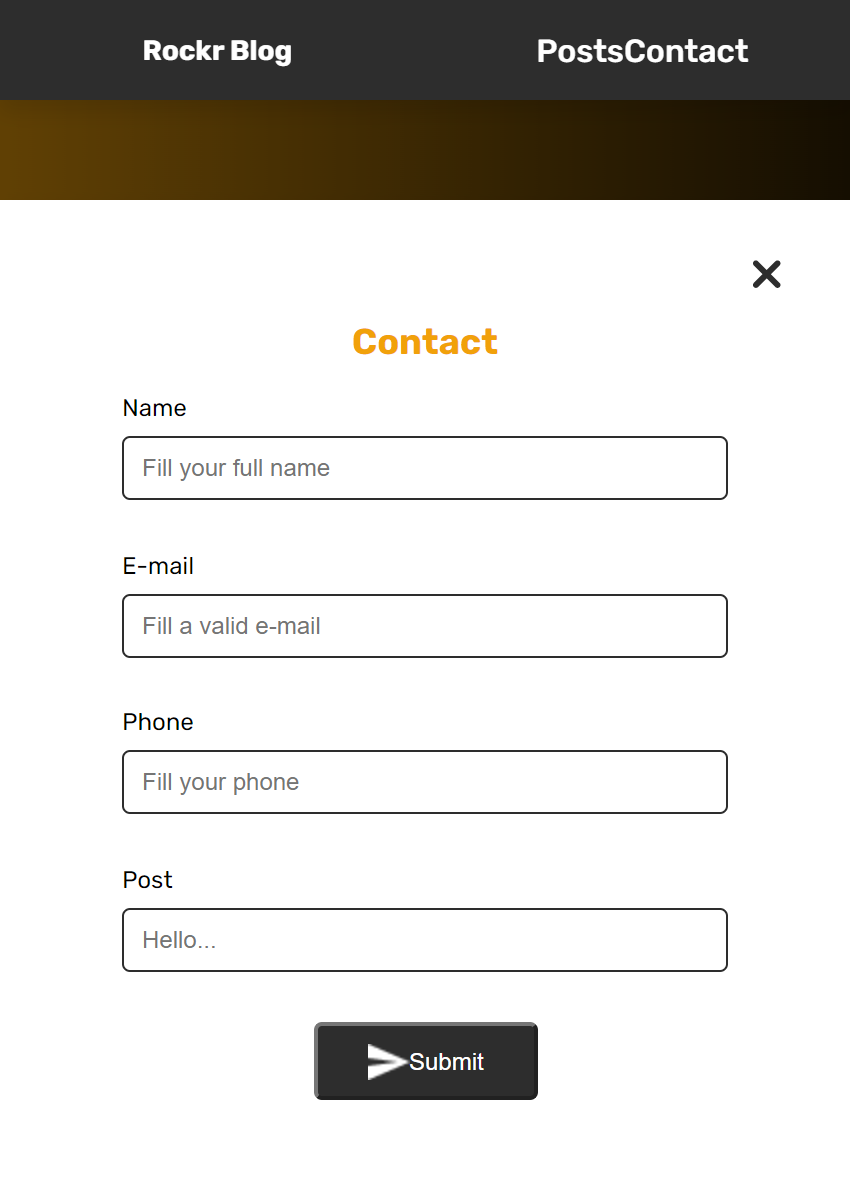 Rockr Blog PostsContact
Contact
Name
Fill your full name
E-mail
Fill a valid e-mail
Phone
Fill your phone
Post
Hello...
Submit